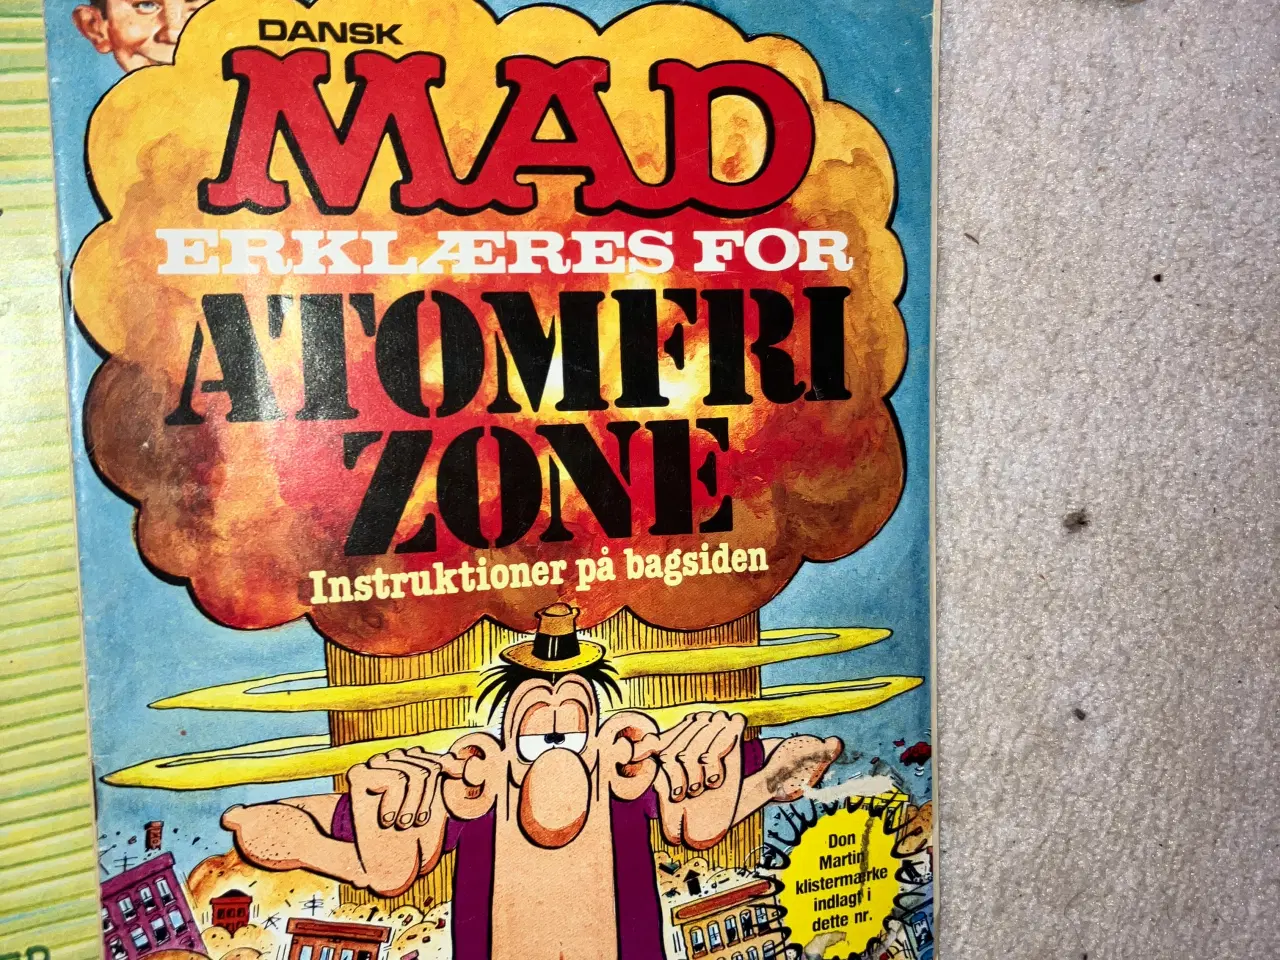 DANSK
MAD
ERKLÆRES FOR
ATOMFRI
ZONE
Instruktioner på bagsiden
Don
Martin
klistermærke
indlagt i
dette nr.